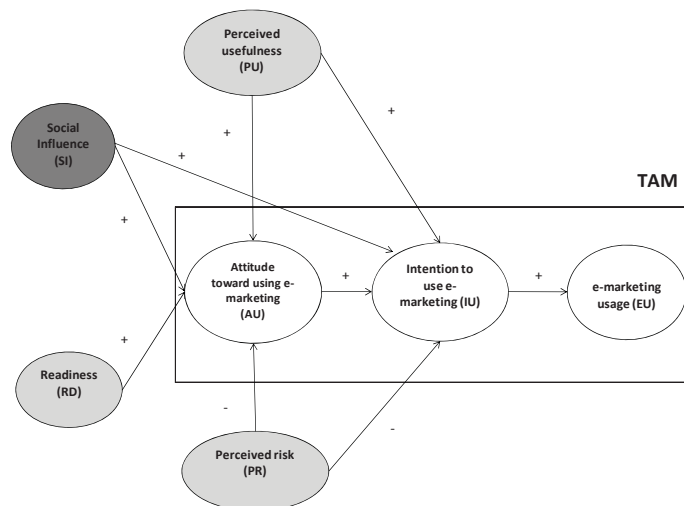 Perceived
usefulness
(PU)
+
+
Social
Influence
(SI)
+
TAM
+
Attitude
toward using e-
marketing
(AU)
+
Intention to
use e-
marketing (IU)
+
e-marketing
usage (EU)
+
Readiness
(RD)
-
-
Perceived risk
(PR)